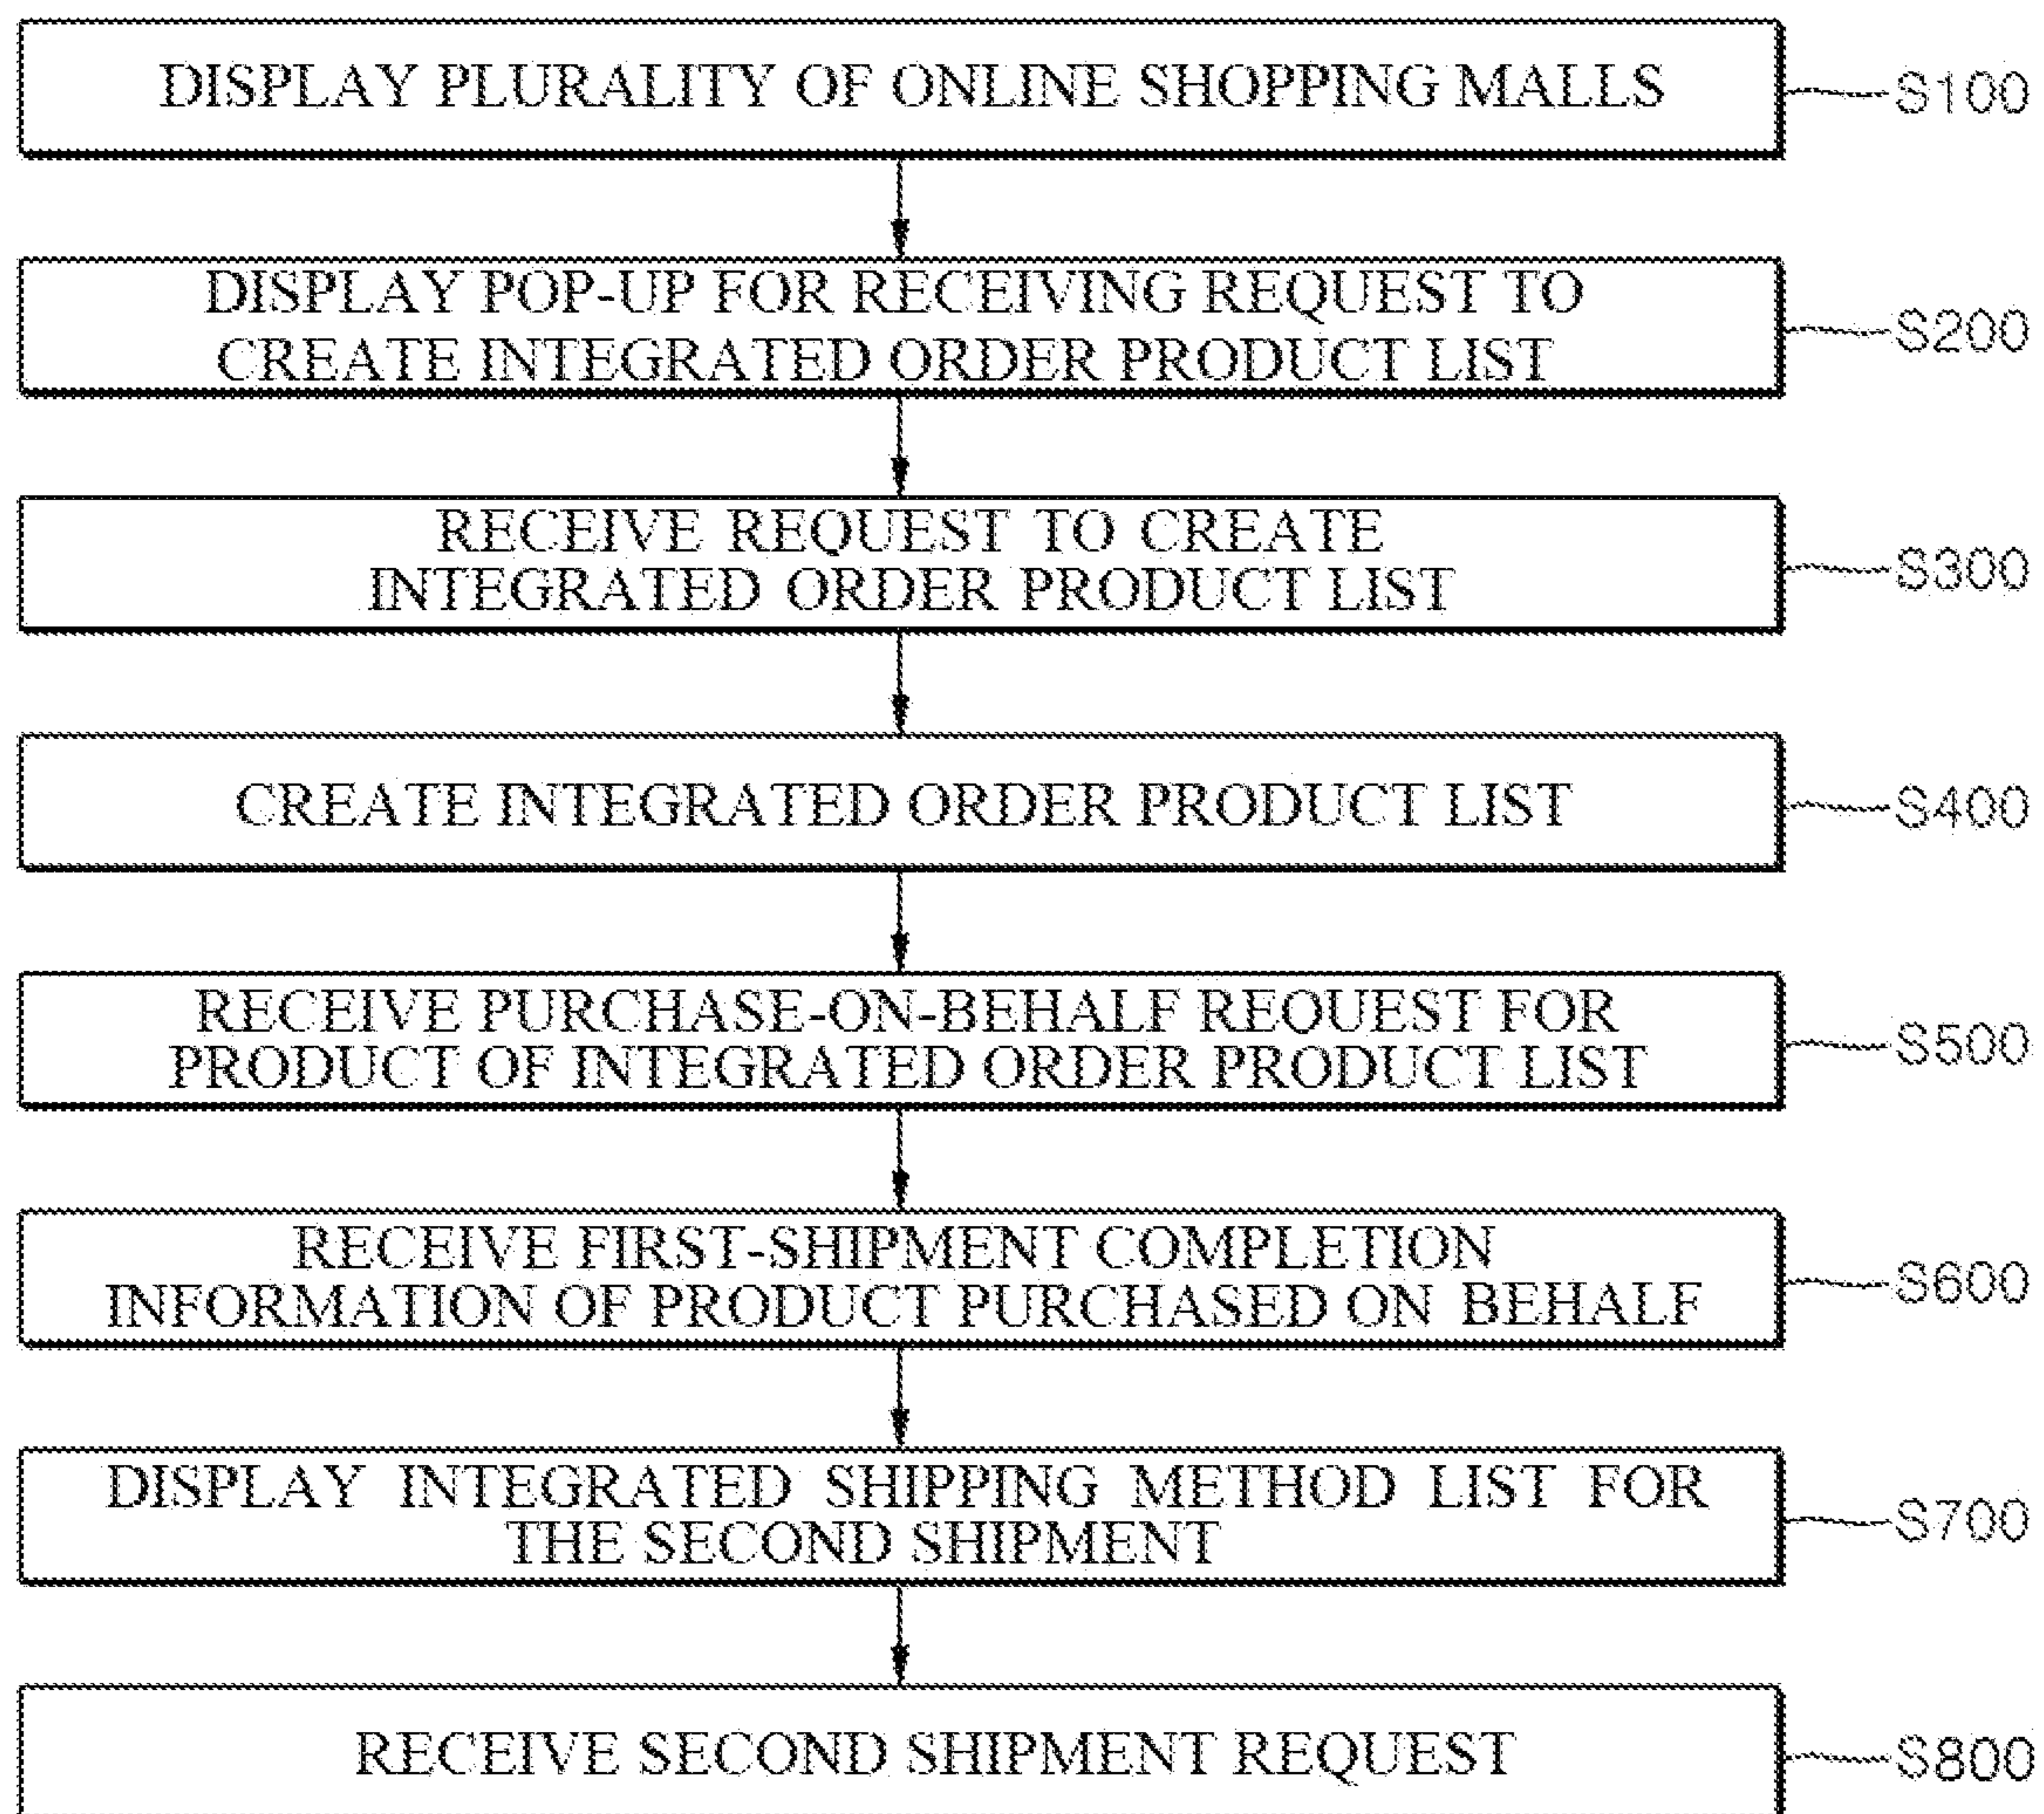 DISPLAY PLURALITY OF ONLINE SHOPPING MALLS
S100
DISPLAY POP-UP FOR RECEIVING REQUEST TO
CREATE INTEGRATED ORDER PRODUCT LIST
S200
RECEIVE REQUEST TO CREATE
INTEGRATED ORDER PRODUCT LIST
S300
CREATE INTEGRATED ORDER PRODUCT LIST
S400
RECEIVE PURCHASE-ON-BEHALF REQUEST FOR
PRODUCT OF INTEGRATED ORDER PRODUCT LIST
S500
RECEIVE FIRST-SHIPMENT COMPLETION
INFORMATION OF PRODUCT PURCHASED ON BEHALF
S600
DISPLAY INTEGRATED SHIPPING METHOD LIST FOR
THE SECOND SHIPMENT
S700
RECEIVE SECOND SHIPMENT REQUEST
S800